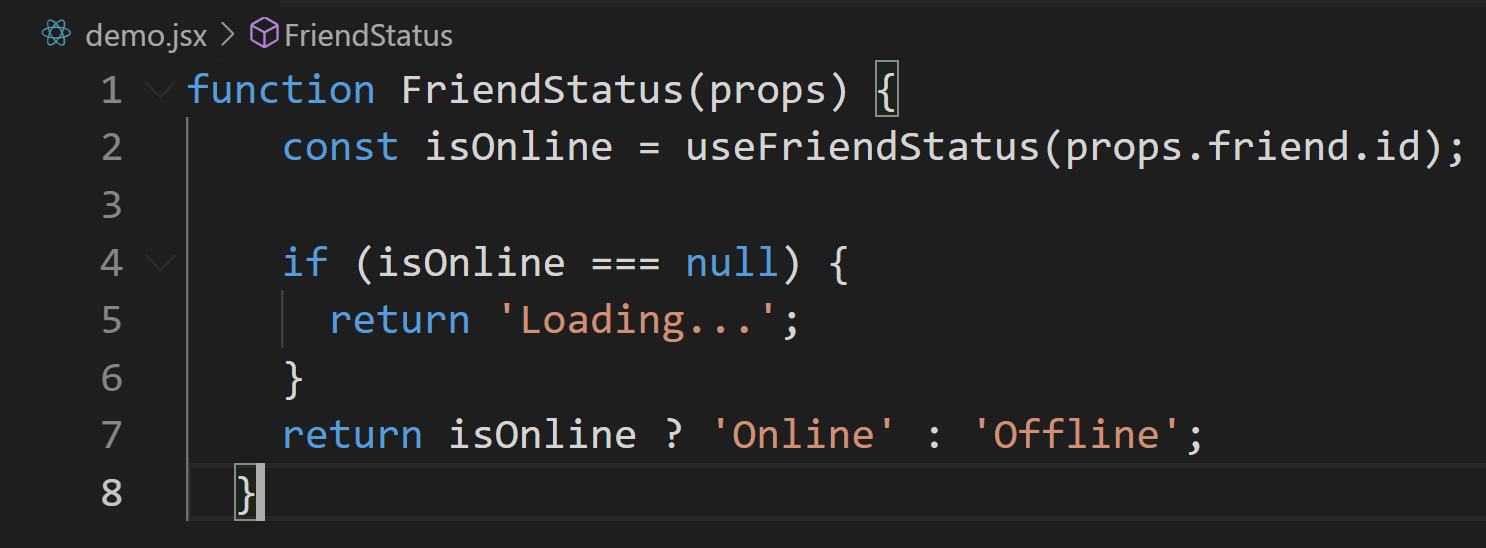 demo.jsx > FriendStatus
1 function FriendStatus(props) {
2     const isOnline = useFriendStatus(props.friend.id);
3
4     if (isOnline === null) {
5       return 'Loading...';
6     }
7     return isOnline ? 'Online' : 'Offline';
8   }